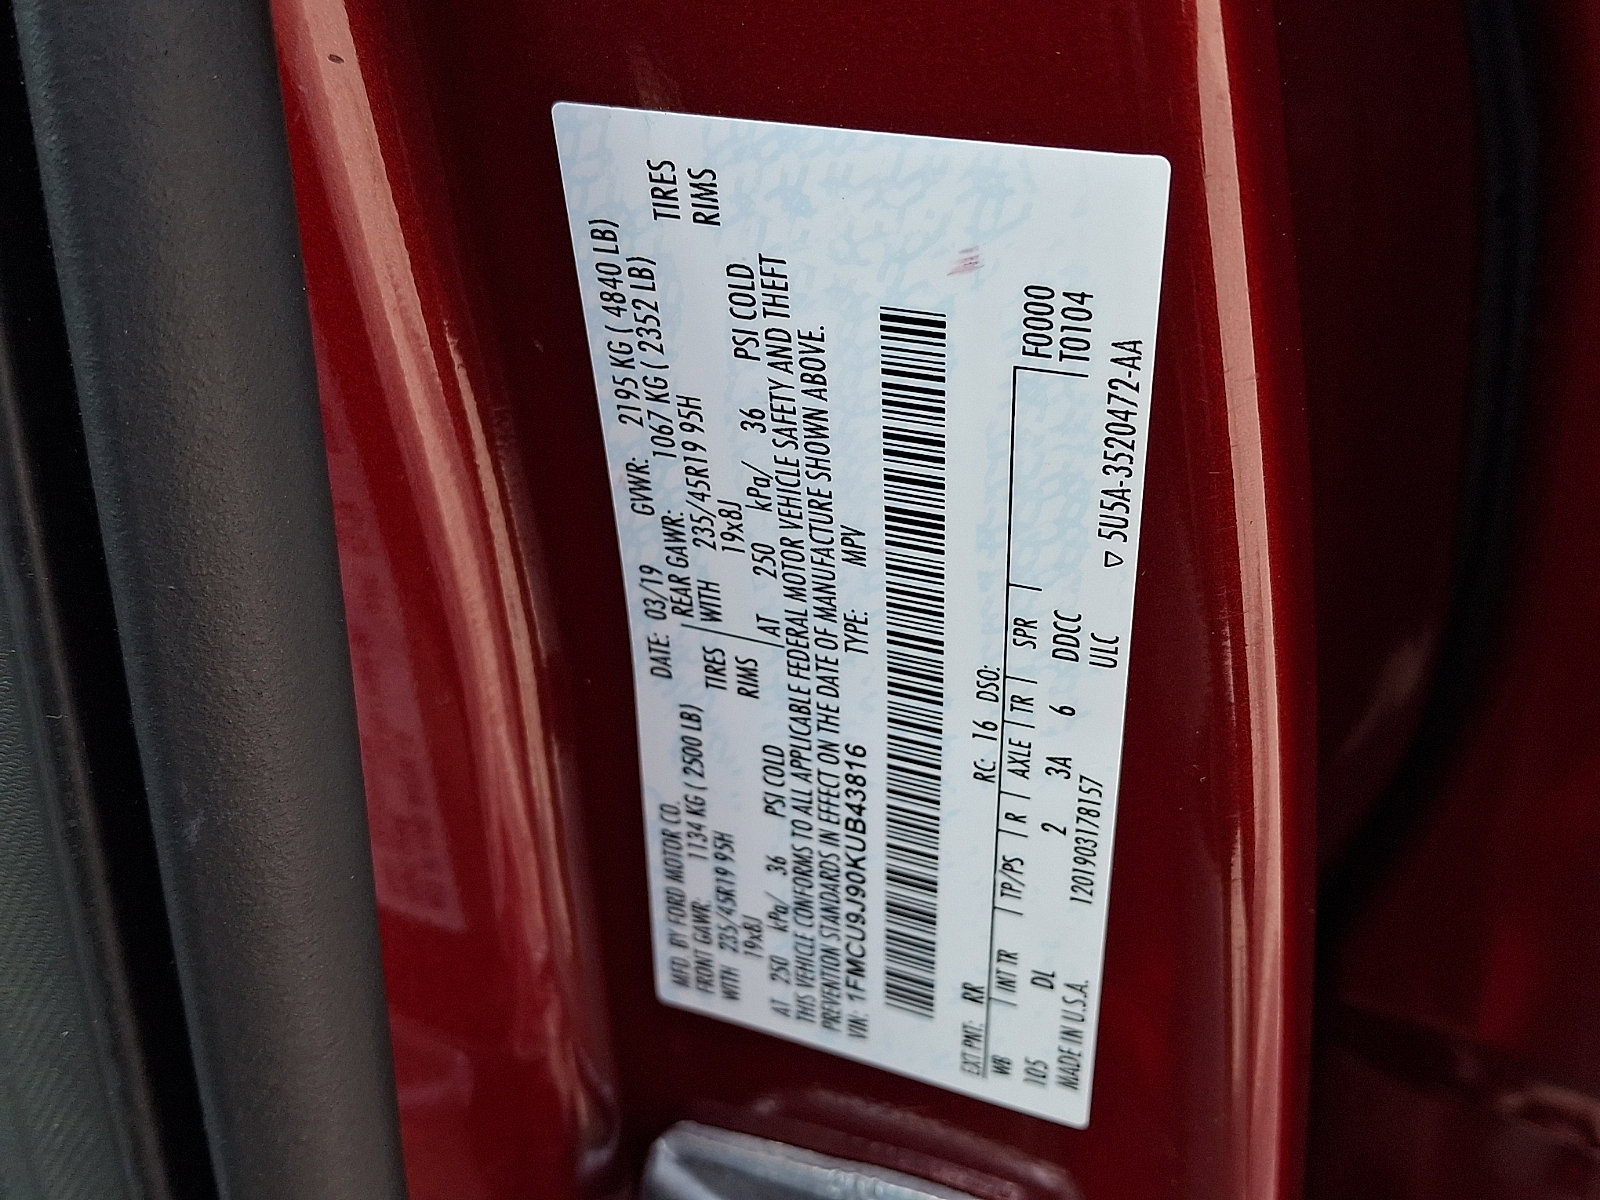 MFD. BY FORD MOTOR CO.
DATE: 03/19 GVWR: 2195 KG ( 4840 LB)
FRONT GAWR: 1134 KG ( 2500 LB) REAR GAWR: 1067 KG ( 2352 LB)
WITH 235/45R19 95H TIRES WITH 235/45R19 95H TIRES
19x8J RIMS 19x8J RIMS
AT 250 kPa/ 36 PSI COLD AT 250 kPa/ 36 PSI COLD
THIS VEHICLE CONFORMS TO ALL APPLICABLE FEDERAL MOTOR VEHICLE SAFETY AND THEFT
PREVENTION STANDARDS IN EFFECT ON THE DATE OF MANUFACTURE SHOWN ABOVE.
VIN: 1FMCU9J90KUB43816 TYPE: MPV
EXT PNT: RR RC: 16 DSO:
WB INT TR TP/PS R AXLE TR SPR F0000
105 DL 2 3A 6 DDCC T0104
MADE IN U.S.A. 1201903178157 ULC
▽ 5U5A-3520472-AA